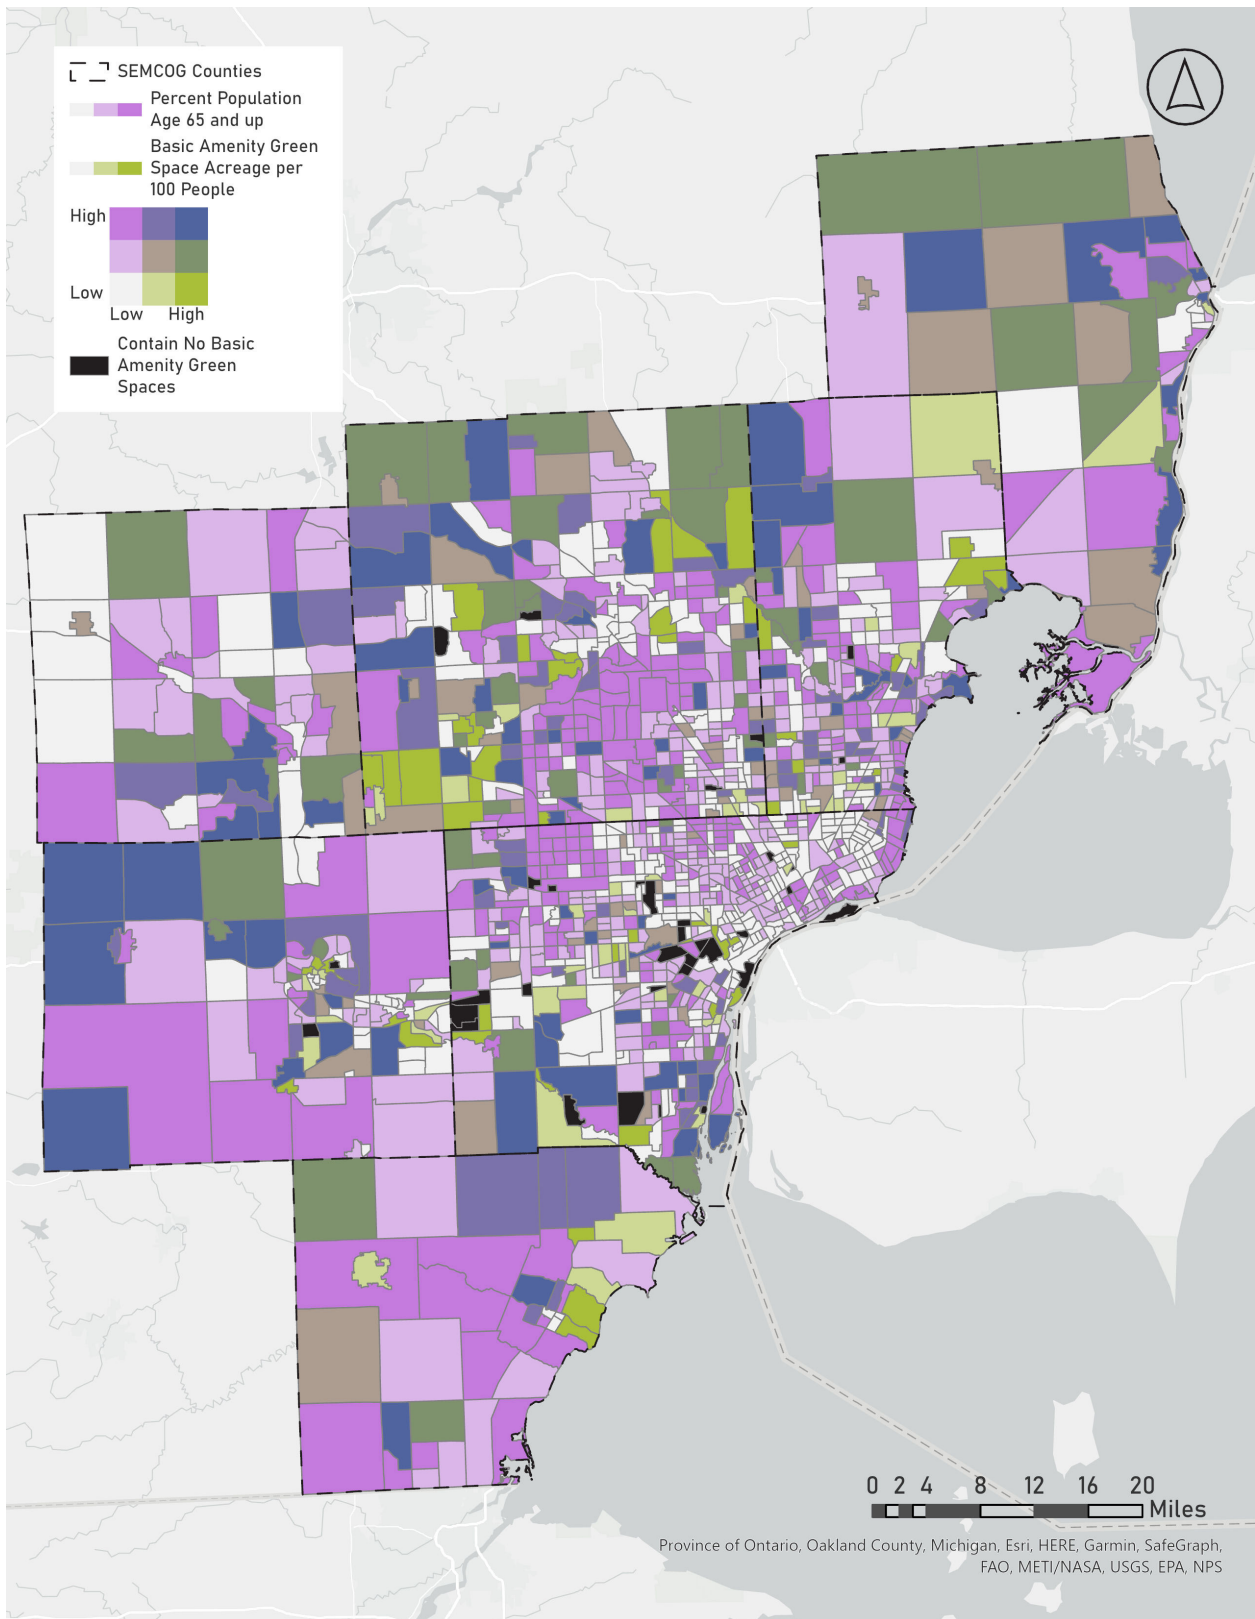 SEMCOG Counties
Percent Population
Age 65 and up
Basic Amenity Green
Space Acreage per
100 People
High
Low
Low High
Contain No Basic
Amenity Green
Spaces
0 2 4 8 12 16 20
Miles
Province of Ontario, Oakland County, Michigan, Esri, HERE, Garmin, SafeGraph,
FAO, METI/NASA, USGS, EPA, NPS